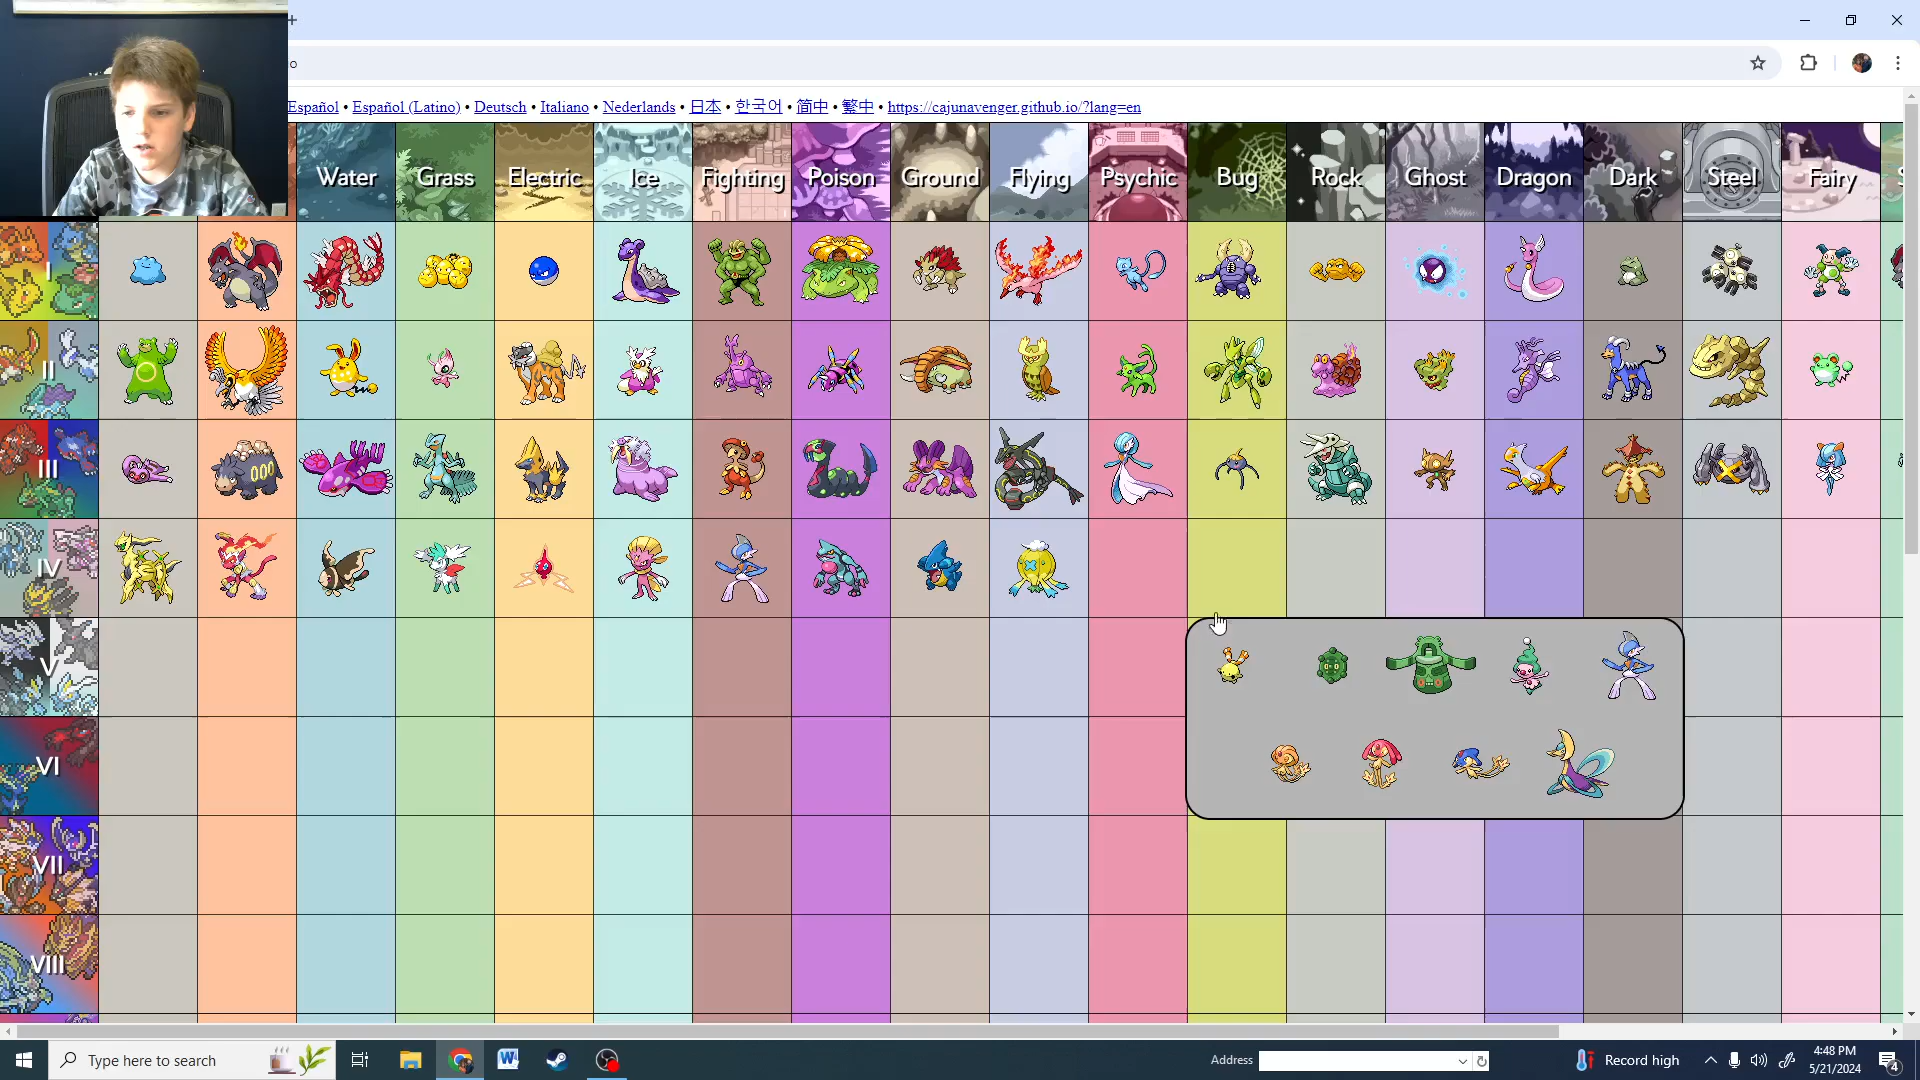 o
Español • Español (Latino) • Deutsch • Italiano • Nederlands • 日本 • 한국어 • 简中 • 繁中 • https://cajunavenger.github.io/?lang=en
Water Grass Electric Ice Fighting Poison Ground Flying Psychic Bug Rock Ghost Dragon Dark Steel Fairy
I
II
III
IV
V
VI
VII
VIII
Type here to search
Address
Record high
4:48 PM
5/21/2024
4